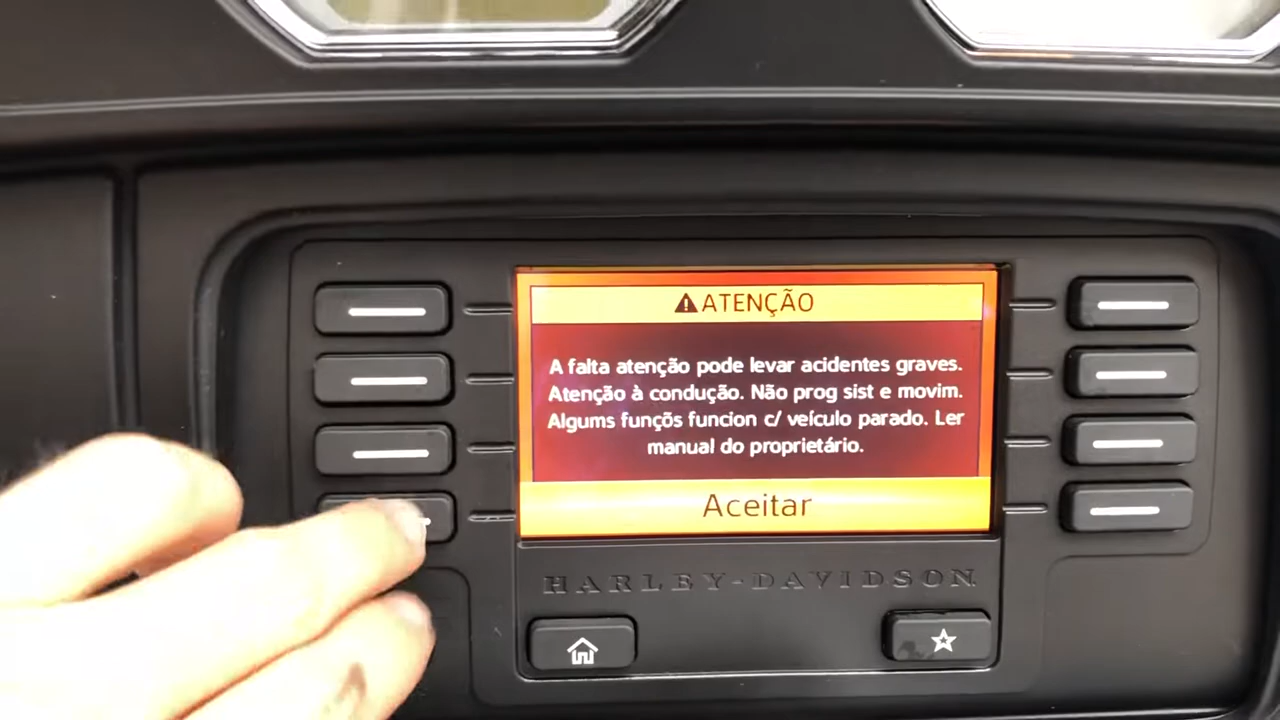 ATENÇÃO
A falta atenção pode levar acidentes graves.
Atenção à condução. Não prog sist e movim.
Algums funçõs funcion c/ veículo parado. Ler
manual do proprietário.
Aceitar
HARLEY-DAVIDSON